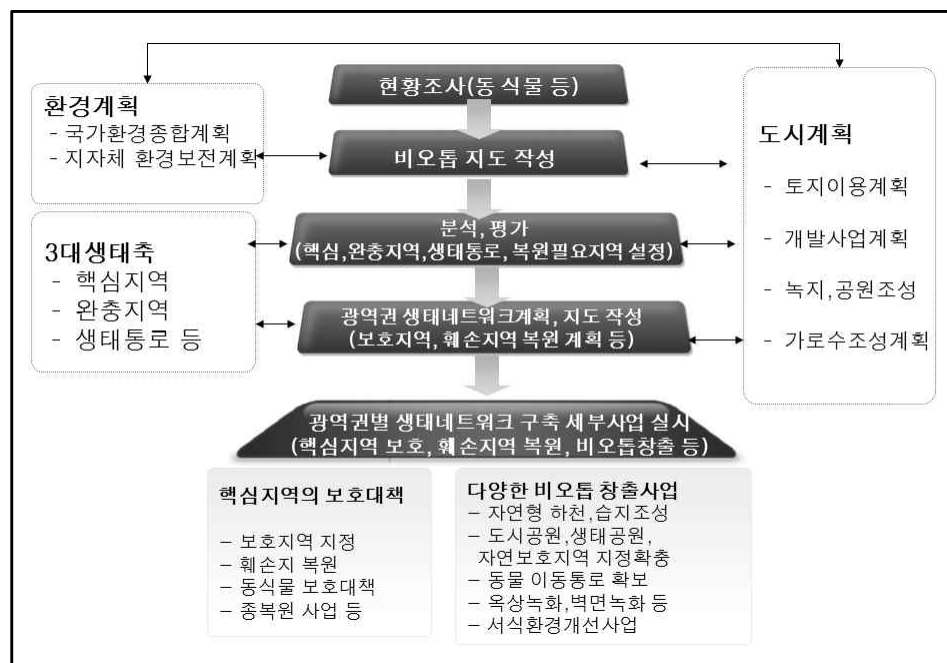 현황조사(동 식물 등)
환경계획
- 국가환경종합계획
- 지자체 환경보전계획
비오톱 지도 작성
도시계획
- 토지이용계획
- 개발사업계획
- 녹지,공원조성
- 가로수조성계획
3대생태축
- 핵심지역
- 완충지역
- 생태통로 등
분석, 평가
(핵심,완충지역,생태통로, 복원필요지역 설정)
광역권 생태네트워크계획, 지도 작성
(보호지역, 훼손지역 복원 계획 등)
광역권별 생태네트워크 구축 세부사업 실시
(핵심지역 보호, 훼손지역 복원, 비오톱창출 등)
핵심지역의 보호대책
– 보호지역 지정
– 훼손지 복원
– 동식물 보호대책
– 종복원 사업 등
다양한 비오톱 창출사업
– 자연형 하천,습지조성
– 도시공원,생태공원,
자연보호지역 지정확충
– 동물 이동통로 확보
– 옥상녹화,벽면녹화 등
– 서식환경개선사업